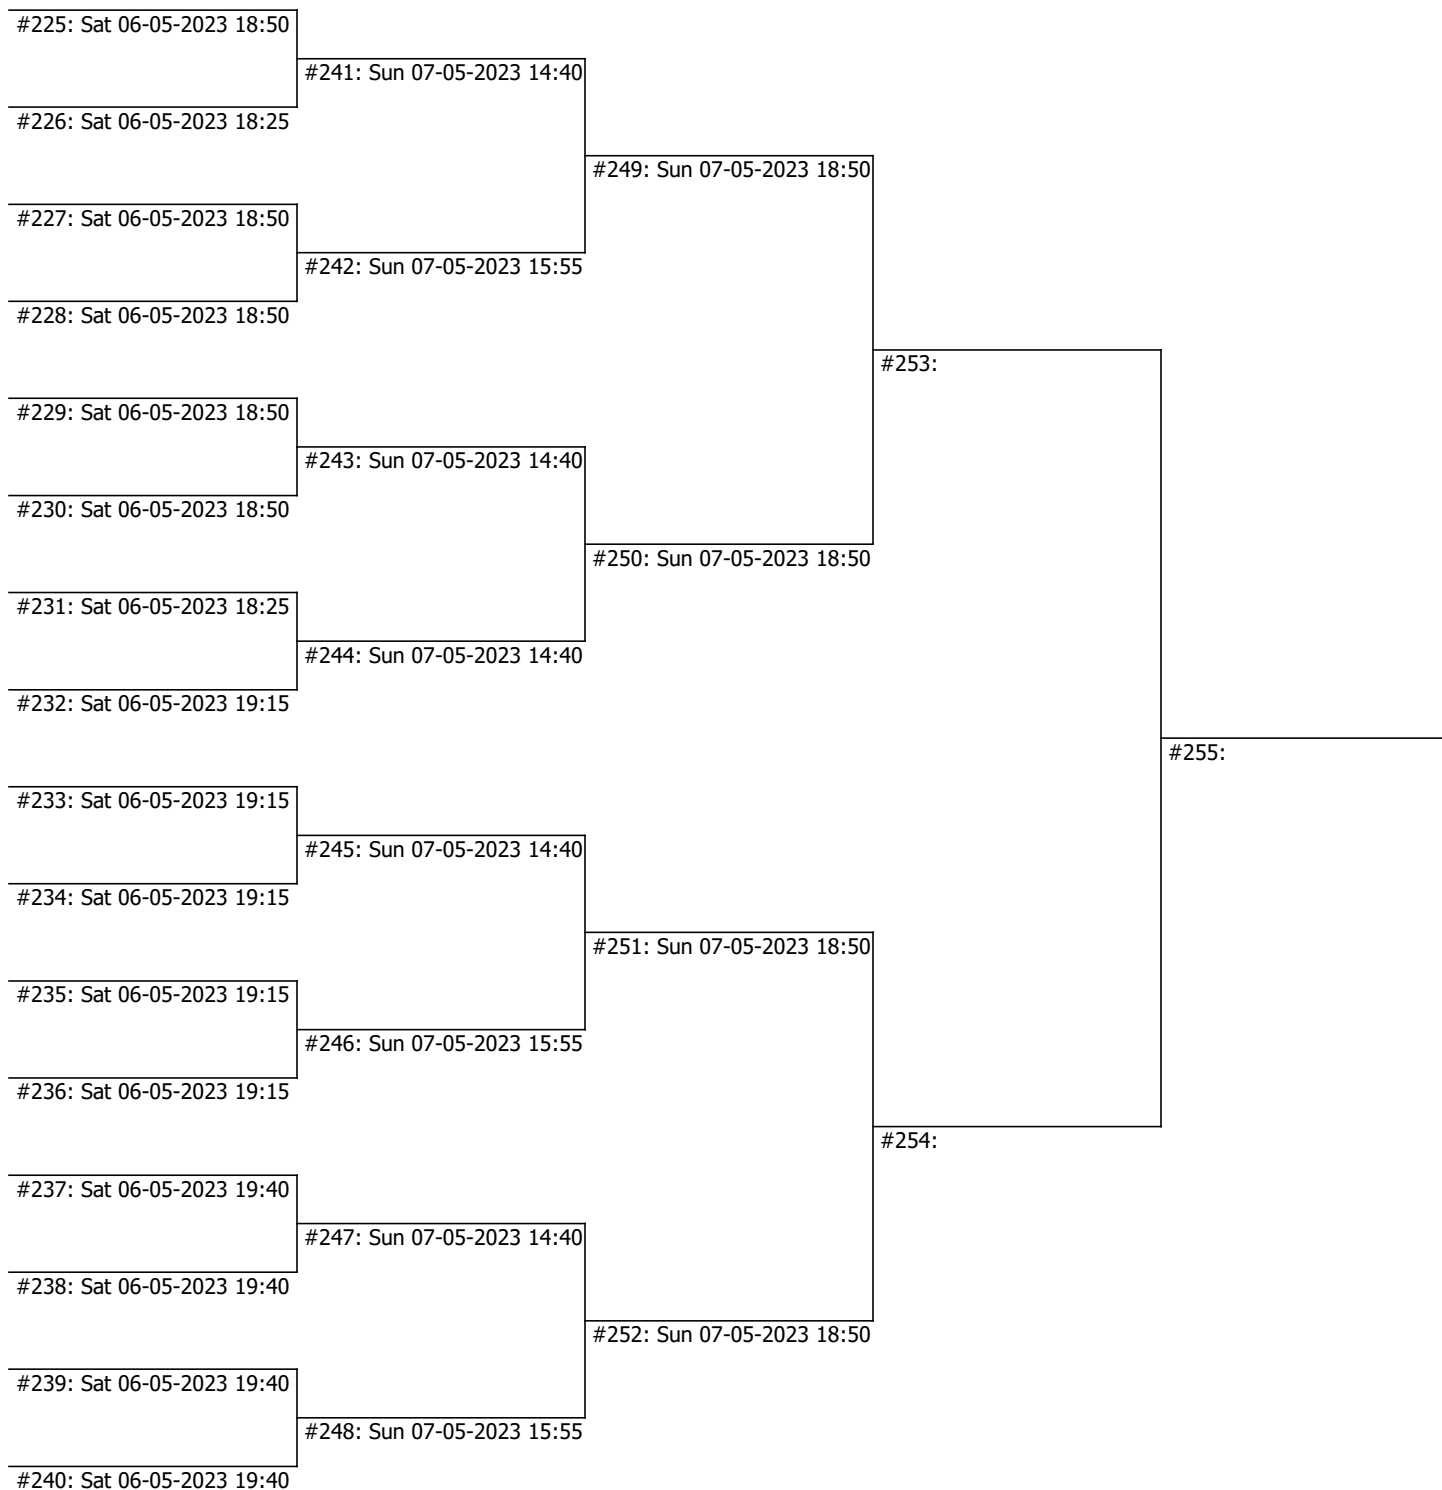 #225: Sat 06-05-2023 18:50
#241: Sun 07-05-2023 14:40
#226: Sat 06-05-2023 18:25
#249: Sun 07-05-2023 18:50
#227: Sat 06-05-2023 18:50
#242: Sun 07-05-2023 15:55
#228: Sat 06-05-2023 18:50
#253:
#229: Sat 06-05-2023 18:50
#243: Sun 07-05-2023 14:40
#230: Sat 06-05-2023 18:50
#250: Sun 07-05-2023 18:50
#231: Sat 06-05-2023 18:25
#244: Sun 07-05-2023 14:40
#232: Sat 06-05-2023 19:15
#255:
#233: Sat 06-05-2023 19:15
#245: Sun 07-05-2023 14:40
#234: Sat 06-05-2023 19:15
#251: Sun 07-05-2023 18:50
#235: Sat 06-05-2023 19:15
#246: Sun 07-05-2023 15:55
#236: Sat 06-05-2023 19:15
#254:
#237: Sat 06-05-2023 19:40
#247: Sun 07-05-2023 14:40
#238: Sat 06-05-2023 19:40
#252: Sun 07-05-2023 18:50
#239: Sat 06-05-2023 19:40
#248: Sun 07-05-2023 15:55
#240: Sat 06-05-2023 19:40